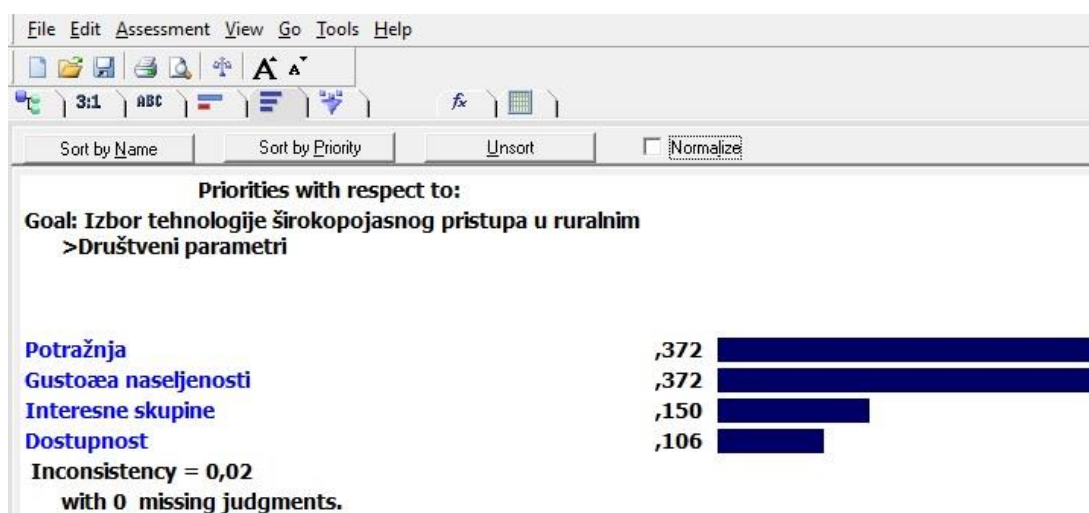 File Edit Assessment View Go Tools Help
A A
3:1 ABC fx
Sort by Name Sort by Priority Unsort Normalize
Priorities with respect to:
Goal: Izbor tehnologije širokopojasnog pristupa u ruralnim
>Društveni parametri
Potražnja ,372
Gustoæa naseljenosti ,372
Interesne skupine ,150
Dostupnost ,106
Inconsistency = 0,02
with 0 missing judgments.